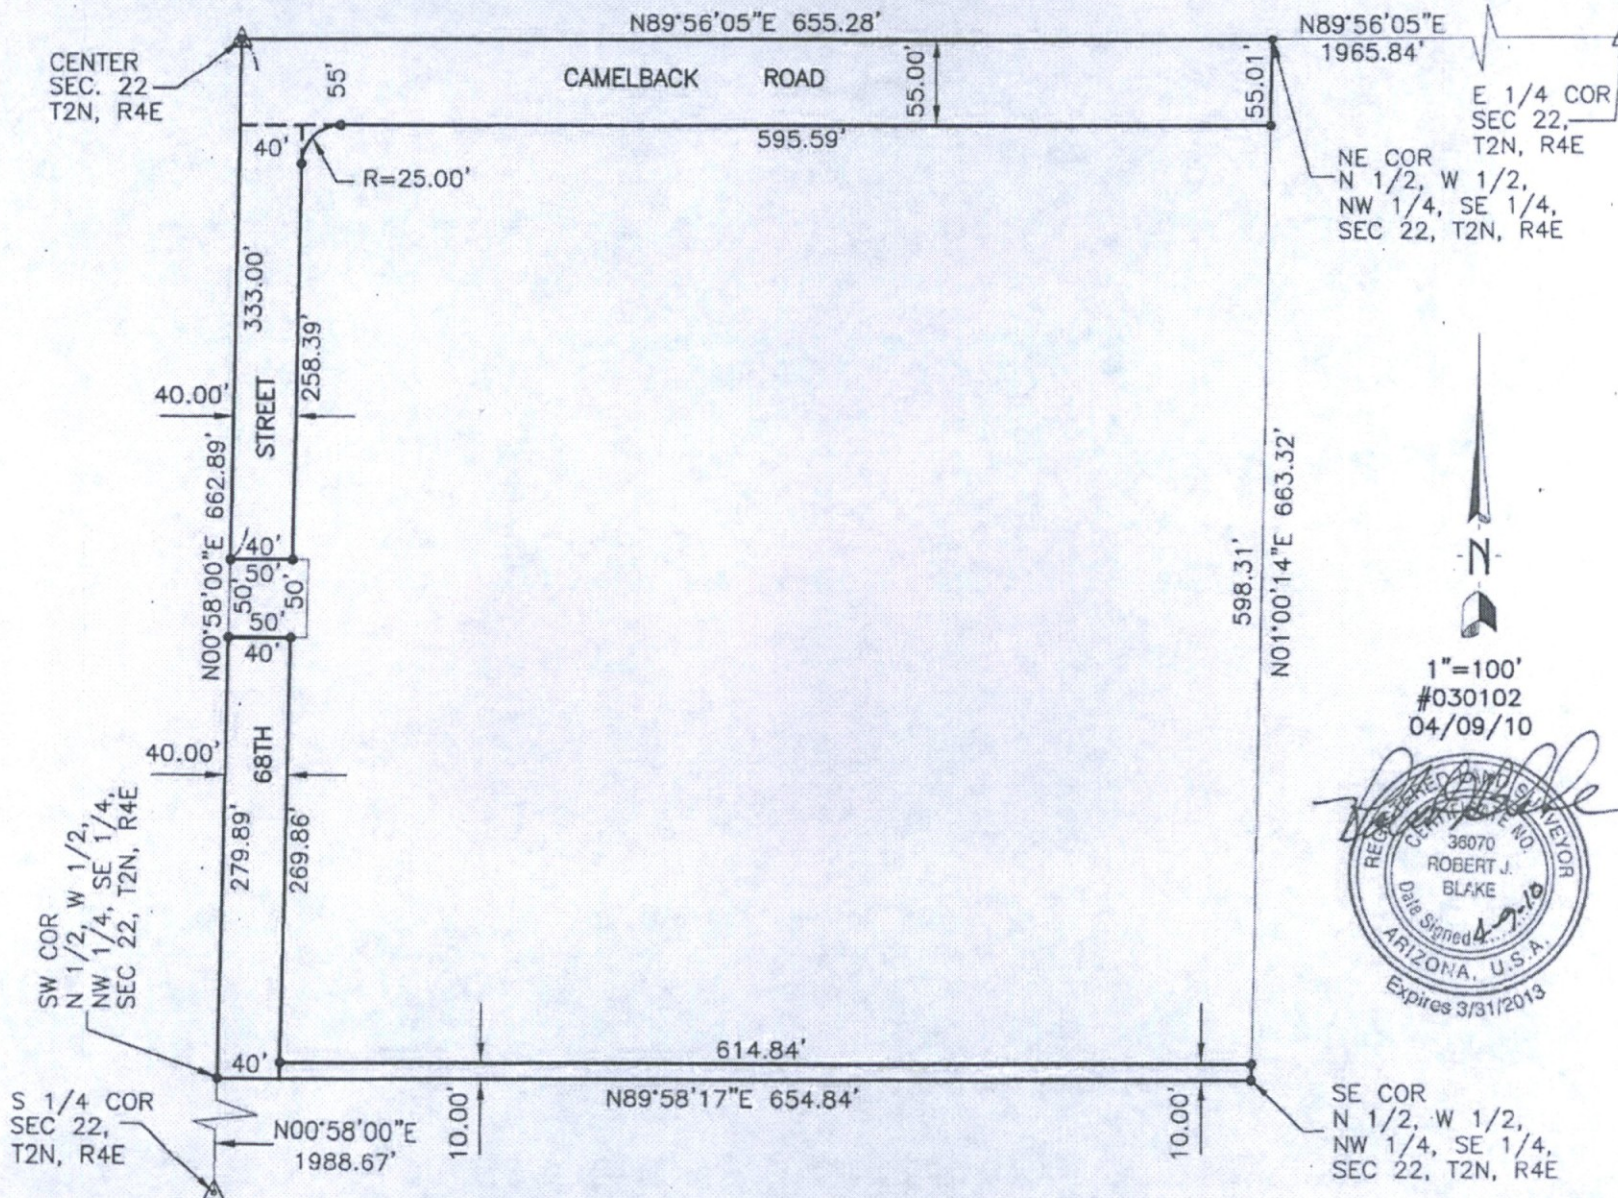 N89°56'05"E 655.28'
N89°56'05"E
1965.84'
CENTER
SEC. 22
T2N, R4E
55'
CAMELBACK ROAD
55.00'
55.01'
E 1/4 COR
SEC 22,
T2N, R4E
40'
595.59'
R=25.00'
NE COR
N 1/2, W 1/2,
NW 1/4, SE 1/4,
SEC 22, T2N, R4E
333.00'
258.39'
40.00'
STREET
N00°58'00"E 662.89'
40'
50'
50'
50'
50'
40'
598.31'
N01°00'14"E 663.32'
N
1"=100'
#030102
04/09/10
40.00'
68TH
279.89'
269.86'
REGISTERED LAND SURVEYOR
CERTIFICATE NO.
36070
ROBERT J.
BLAKE
Date Signed 4-9-10
ARIZONA, U.S.A.
Expires 3/31/2013
SW COR
N 1/2, W 1/2,
NW 1/4, SE 1/4,
SEC 22, T2N, R4E
40'
614.84'
N89°58'17"E 654.84'
10.00'
10.00'
S 1/4 COR
SEC 22,
T2N, R4E
N00°58'00"E
1988.67'
SE COR
N 1/2, W 1/2,
NW 1/4, SE 1/4,
SEC 22, T2N, R4E